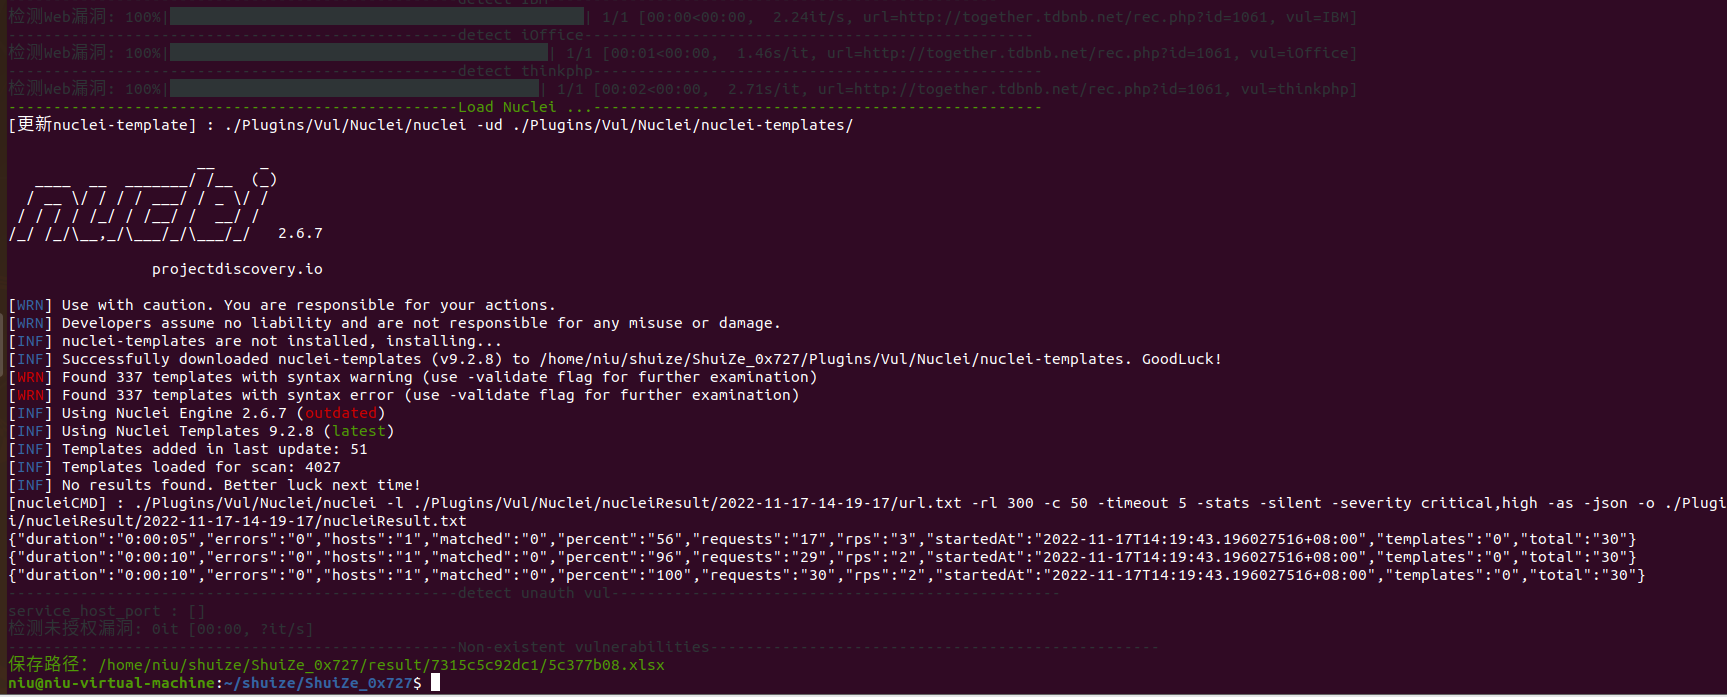 -------------------------------------------------detect IBM-------------------------------------------------
检测Web漏洞: 100%|██████████| 1/1 [00:00<00:00,  2.24it/s, url=http://together.tdbnb.net/rec.php?id=1061, vul=IBM]
-------------------------------------------------detect iOffice-------------------------------------------------
检测Web漏洞: 100%|██████████| 1/1 [00:01<00:00,  1.46s/it, url=http://together.tdbnb.net/rec.php?id=1061, vul=iOffice]
-------------------------------------------------detect thinkphp-------------------------------------------------
检测Web漏洞: 100%|██████████| 1/1 [00:02<00:00,  2.71s/it, url=http://together.tdbnb.net/rec.php?id=1061, vul=thinkphp]
-------------------------------------------------Load Nuclei ...-------------------------------------------------
[更新nuclei-template] : ./Plugins/Vul/Nuclei/nuclei -ud ./Plugins/Vul/Nuclei/nuclei-templates/
                     __     _
   ____  __  _______/ /__  (_)
  / __ \/ / / / ___/ / _ \/ /
 / / / / /_/ / /__/ /  __/ /
/_/ /_/\__,_/\___/_/\___/_/   2.6.7
projectdiscovery.io
[WRN] Use with caution. You are responsible for your actions.
[WRN] Developers assume no liability and are not responsible for any misuse or damage.
[INF] nuclei-templates are not installed, installing...
[INF] Successfully downloaded nuclei-templates (v9.2.8) to /home/niu/shuize/ShuiZe_0x727/Plugins/Vul/Nuclei/nuclei-templates. GoodLuck!
[WRN] Found 337 templates with syntax warning (use -validate flag for further examination)
[WRN] Found 337 templates with syntax error (use -validate flag for further examination)
[INF] Using Nuclei Engine 2.6.7 (outdated)
[INF] Using Nuclei Templates 9.2.8 (latest)
[INF] Templates added in last update: 51
[INF] Templates loaded for scan: 4027
[INF] No results found. Better luck next time!
[nucleiCMD] : ./Plugins/Vul/Nuclei/nuclei -l ./Plugins/Vul/Nuclei/nucleiResult/2022-11-17-14-19-17/url.txt -rl 300 -c 50 -timeout 5 -stats -silent -severity critical,high -as -json -o ./Plugi
i/nucleiResult/2022-11-17-14-19-17/nucleiResult.txt
{"duration":"0:00:05","errors":"0","hosts":"1","matched":"0","percent":"56","requests":"17","rps":"3","startedAt":"2022-11-17T14:19:43.196027516+08:00","templates":"0","total":"30"}
{"duration":"0:00:10","errors":"0","hosts":"1","matched":"0","percent":"96","requests":"29","rps":"2","startedAt":"2022-11-17T14:19:43.196027516+08:00","templates":"0","total":"30"}
{"duration":"0:00:10","errors":"0","hosts":"1","matched":"0","percent":"100","requests":"30","rps":"2","startedAt":"2022-11-17T14:19:43.196027516+08:00","templates":"0","total":"30"}
-------------------------------------------------detect unauth vul-------------------------------------------------
service_host_port : []
检测未授权漏洞: 0it [00:00, ?it/s]
-------------------------------------------------Non-existent vulnerabilities-------------------------------------------------
保存路径: /home/niu/shuize/ShuiZe_0x727/result/7315c5c92dc1/5c377b08.xlsx
niu@niu-virtual-machine:~/shuize/ShuiZe_0x727$